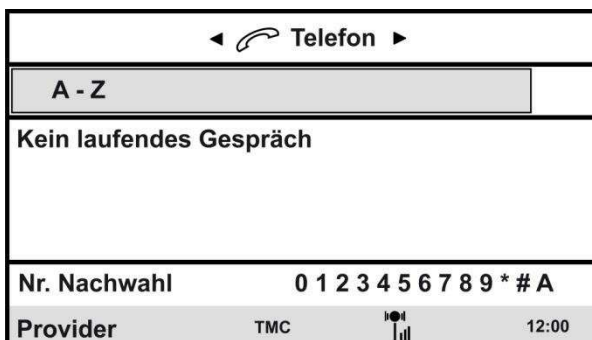 Telefon
A - Z
Kein laufendes Gespräch
Nr. Nachwahl 0 1 2 3 4 5 6 7 8 9 * # A
Provider TMC 12:00